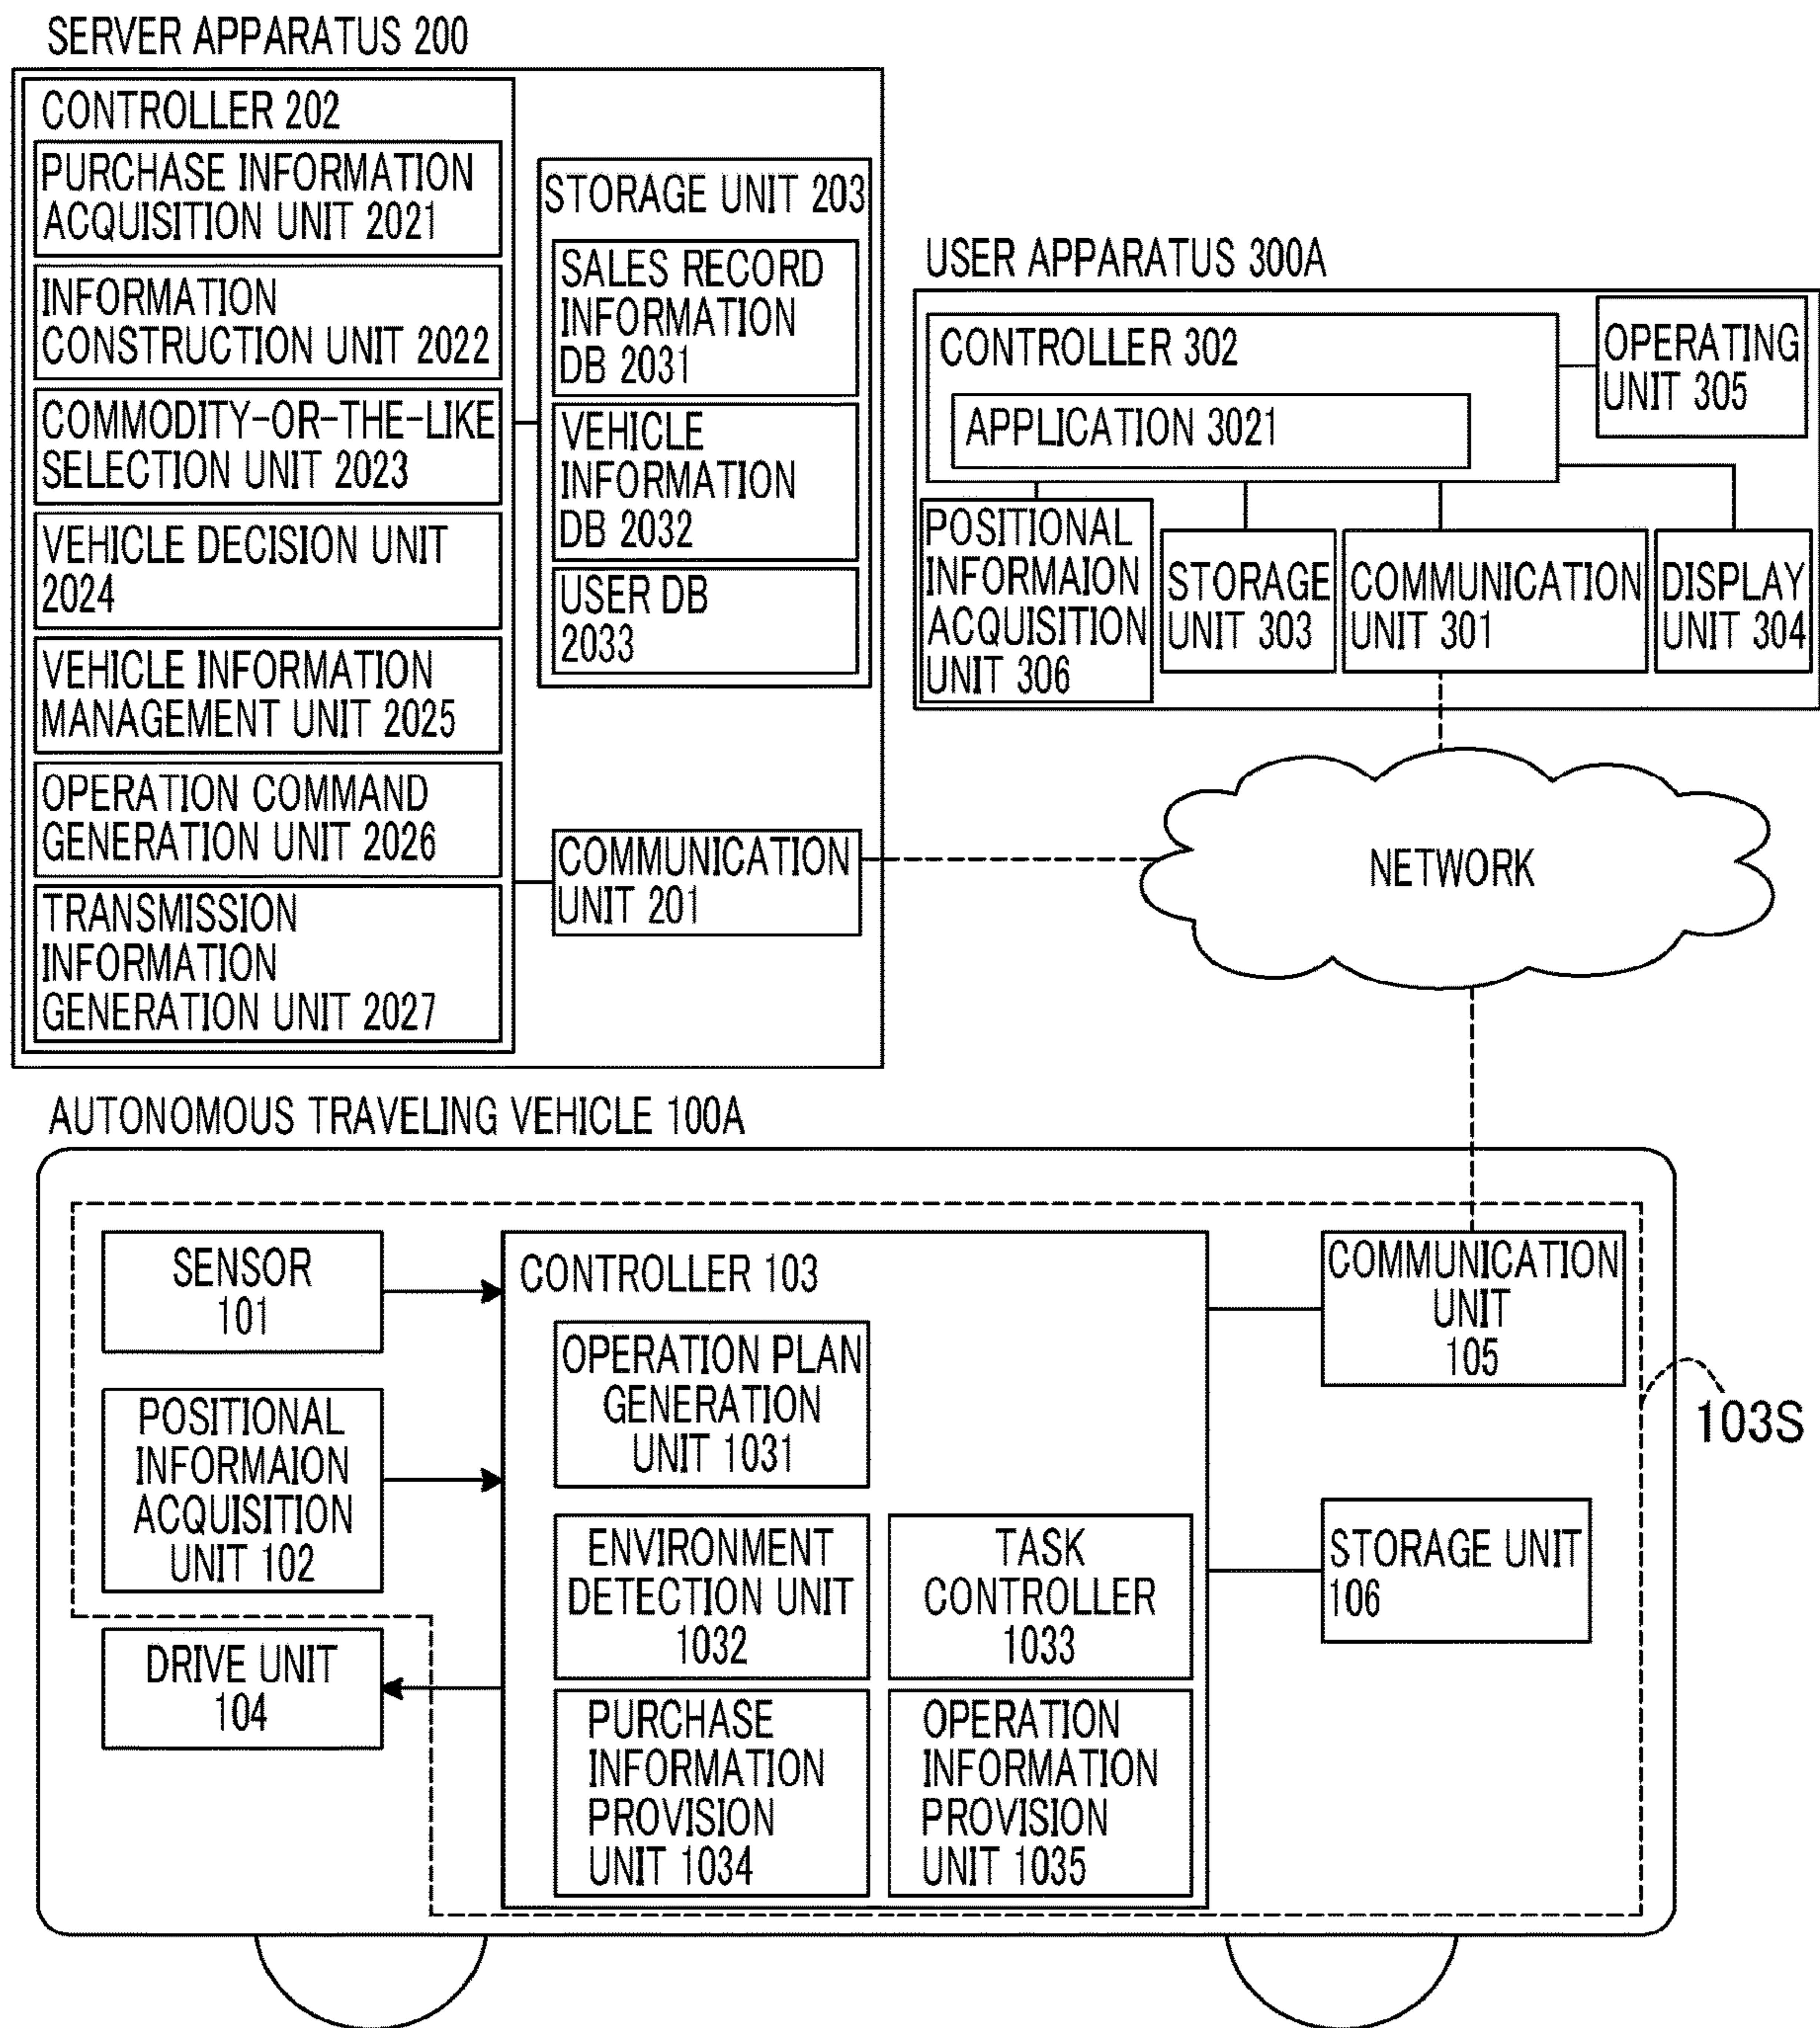 SERVER APPARATUS 200
CONTROLLER 202
PURCHASE INFORMATION
ACQUISITION UNIT 2021
INFORMATION
CONSTRUCTION UNIT 2022
COMMODITY-OR-THE-LIKE
SELECTION UNIT 2023
VEHICLE DECISION UNIT
2024
VEHICLE INFORMATION
MANAGEMENT UNIT 2025
OPERATION COMMAND
GENERATION UNIT 2026
TRANSMISSION
INFORMATION
GENERATION UNIT 2027
STORAGE UNIT 203
SALES RECORD
INFORMATION
DB 2031
VEHICLE
INFORMATION
DB 2032
USER DB
2033
COMMUNICATION
UNIT 201
USER APPARATUS 300A
CONTROLLER 302
APPLICATION 3021
OPERATING
UNIT 305
POSITIONAL
INFORMAION
ACQUISITION
UNIT 306
STORAGE
UNIT 303
COMMUNICATION
UNIT 301
DISPLAY
UNIT 304
NETWORK
AUTONOMOUS TRAVELING VEHICLE 100A
SENSOR
101
POSITIONAL
INFORMAION
ACQUISITION
UNIT 102
DRIVE UNIT
104
CONTROLLER 103
OPERATION PLAN
GENERATION
UNIT 1031
ENVIRONMENT
DETECTION UNIT
1032
TASK
CONTROLLER
1033
PURCHASE
INFORMATION
PROVISION
UNIT 1034
OPERATION
INFORMATION
PROVISION
UNIT 1035
COMMUNICATION
UNIT
105
STORAGE UNIT
106
103S